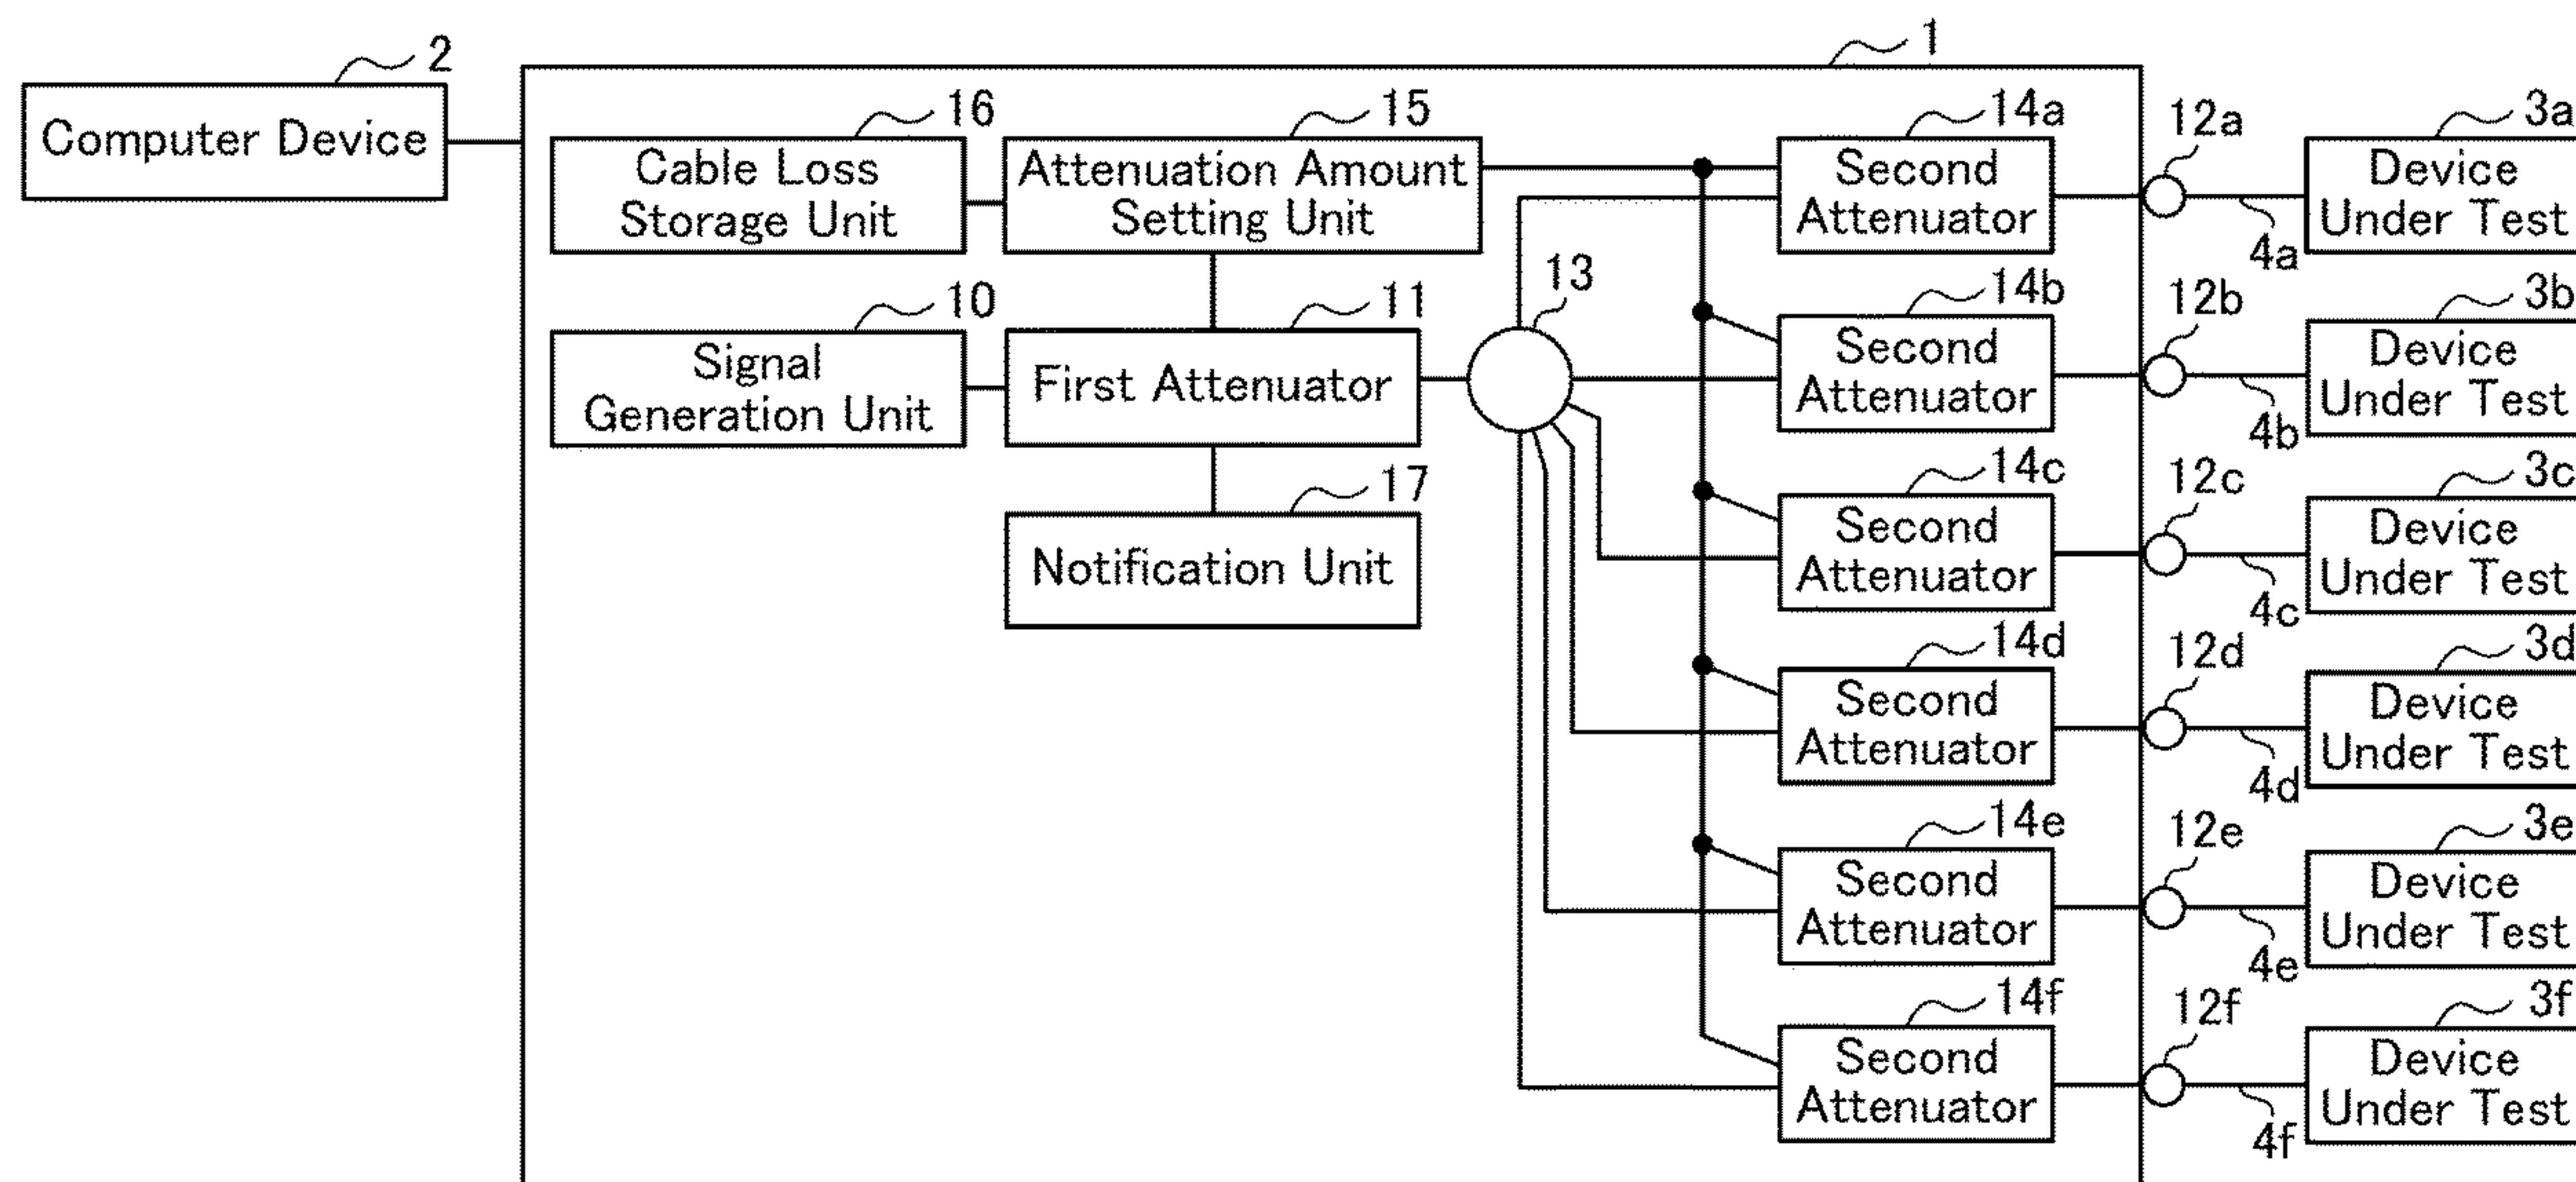 1
2
Computer Device
16
Cable Loss
Storage Unit
15
Attenuation Amount
Setting Unit
14a
Second
Attenuator
12a
4a
3a
Device
Under Test
10
Signal
Generation Unit
11
First Attenuator
13
14b
Second
Attenuator
12b
4b
3b
Device
Under Test
17
Notification Unit
14c
Second
Attenuator
12c
4c
3c
Device
Under Test
14d
Second
Attenuator
12d
4d
3d
Device
Under Test
14e
Second
Attenuator
12e
4e
3e
Device
Under Test
14f
Second
Attenuator
12f
4f
3f
Device
Under Test